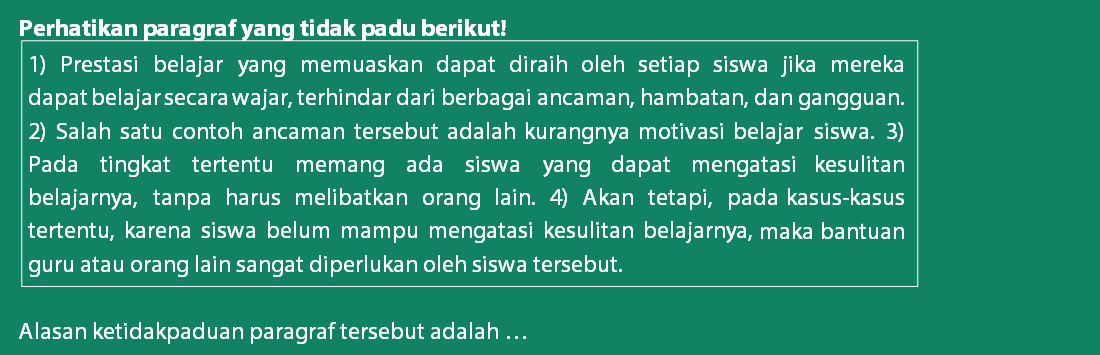 Perhatikan paragraf yang tidak padu berikut!
1) Prestasi belajar yang memuaskan dapat diraih oleh setiap siswa jika mereka
dapat belajar secara wajar, terhindar dari berbagai ancaman, hambatan, dan gangguan.
2) Salah satu contoh ancaman tersebut adalah kurangnya motivasi belajar siswa. 3)
Pada tingkat tertentu memang ada siswa yang dapat mengatasi kesulitan
belajarnya, tanpa harus melibatkan orang lain. 4) Akan tetapi, pada kasus-kasus
tertentu, karena siswa belum mampu mengatasi kesulitan belajarnya, maka bantuan
guru atau orang lain sangat diperlukan oleh siswa tersebut.
Alasan ketidakpaduan paragraf tersebut adalah ...